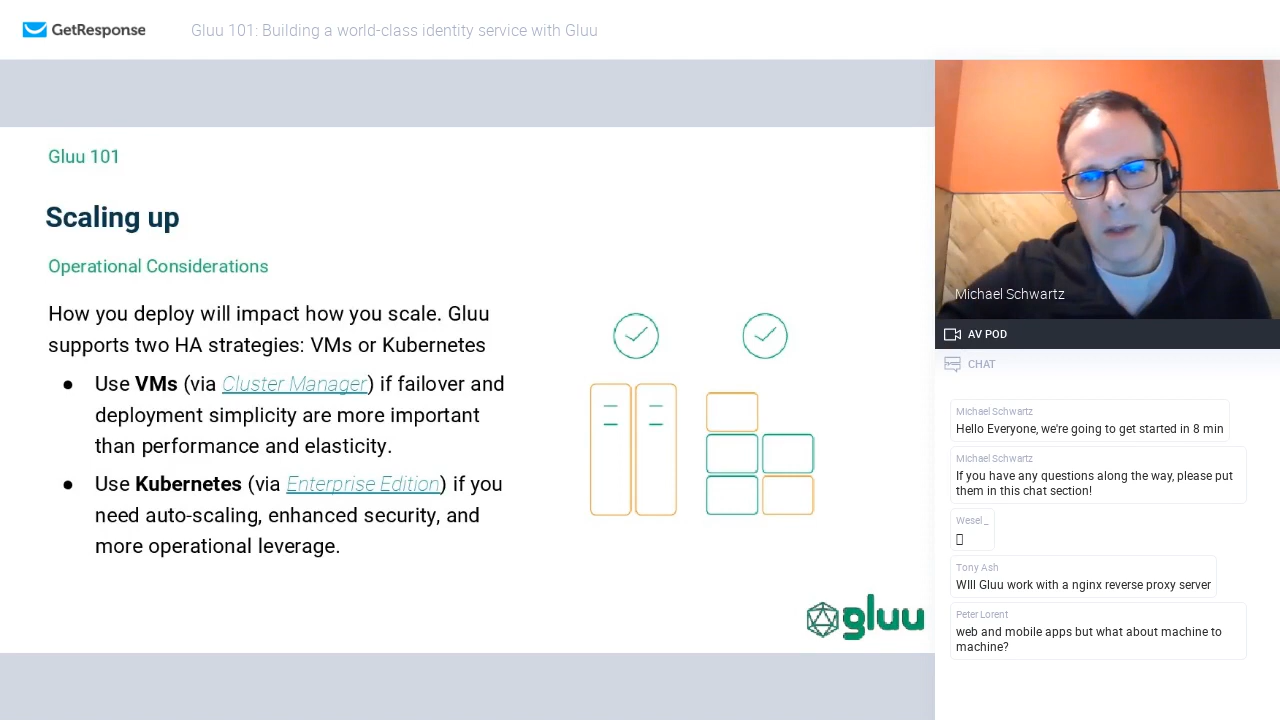 GetResponse
Gluu 101: Building a world-class identity service with Gluu
Gluu 101
Scaling up
Operational Considerations
How you deploy will impact how you scale. Gluu
supports two HA strategies: VMs or Kubernetes
● Use VMs (via Cluster Manager) if failover and
deployment simplicity are more important
than performance and elasticity.
● Use Kubernetes (via Enterprise Edition) if you
need auto-scaling, enhanced security, and
more operational leverage.
gluu
Michael Schwartz
AV POD
CHAT
Michael Schwartz
Hello Everyone, we're going to get started in 8 min
Michael Schwartz
If you have any questions along the way, please put
them in this chat section!
Wesel _
Tony Ash
WIll Gluu work with a nginx reverse proxy server
Peter Lorent
web and mobile apps but what about machine to
machine?